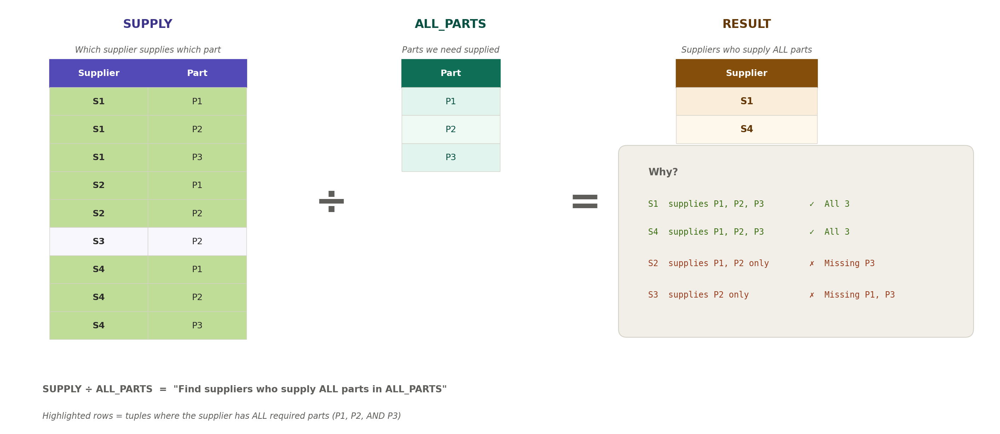 SUPPLY
Which supplier supplies which part
Supplier Part
S1 P1
S1 P2
S1 P3
S2 P1
S2 P2
S3 P2
S4 P1
S4 P2
S4 P3
÷
ALL_PARTS
Parts we need supplied
Part
P1
P2
P3
=
RESULT
Suppliers who supply ALL parts
Supplier
S1
S4
Why?
S1 supplies P1, P2, P3 ✓ All 3
S4 supplies P1, P2, P3 ✓ All 3
S2 supplies P1, P2 only ✗ Missing P3
S3 supplies P2 only ✗ Missing P1, P3
SUPPLY ÷ ALL_PARTS = "Find suppliers who supply ALL parts in ALL_PARTS"
Highlighted rows = tuples where the supplier has ALL required parts (P1, P2, AND P3)